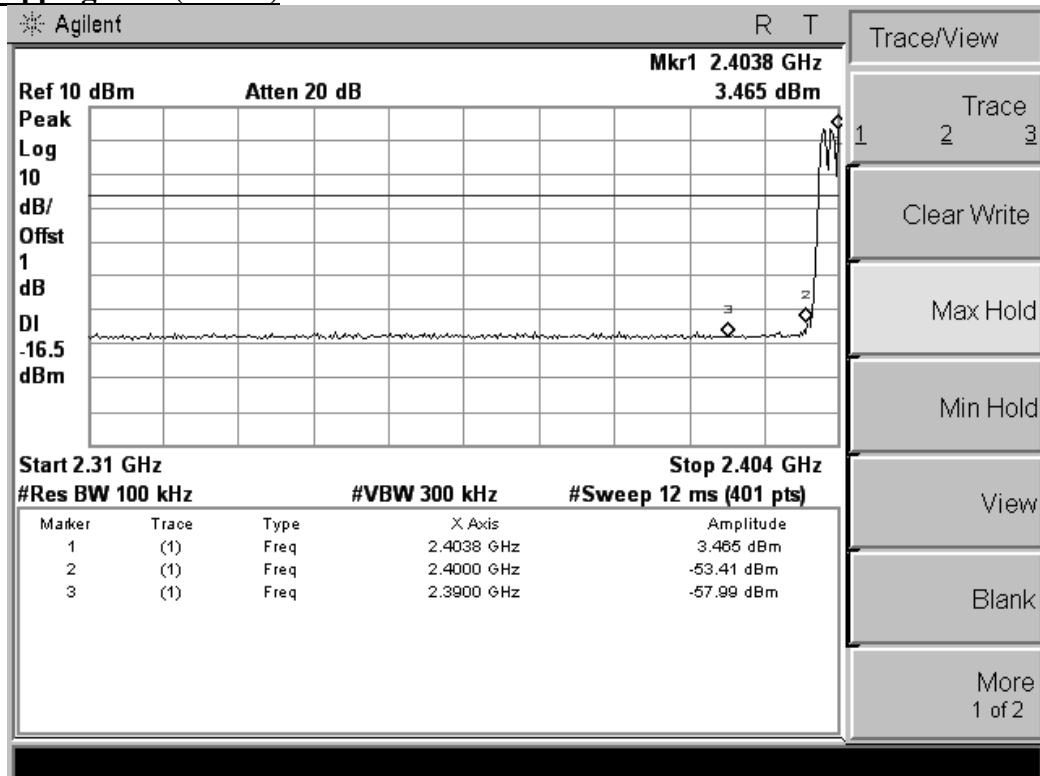 Agilent R T
Mkr1 2.4038 GHz
Ref 10 dBm Atten 20 dB 3.465 dBm
Peak
Log
10
dB/
Offst
1
dB
DI
-16.5
dBm
3
2
Start 2.31 GHz Stop 2.404 GHz
#Res BW 100 kHz #VBW 300 kHz #Sweep 12 ms (401 pts)
Marker Trace Type X Axis Amplitude
1 (1) Freq 2.4038 GHz 3.465 dBm
2 (1) Freq 2.4000 GHz -53.41 dBm
3 (1) Freq 2.3900 GHz -57.99 dBm
Trace/View
Trace
1 2 3
Clear Write
Max Hold
Min Hold
View
Blank
More
1 of 2